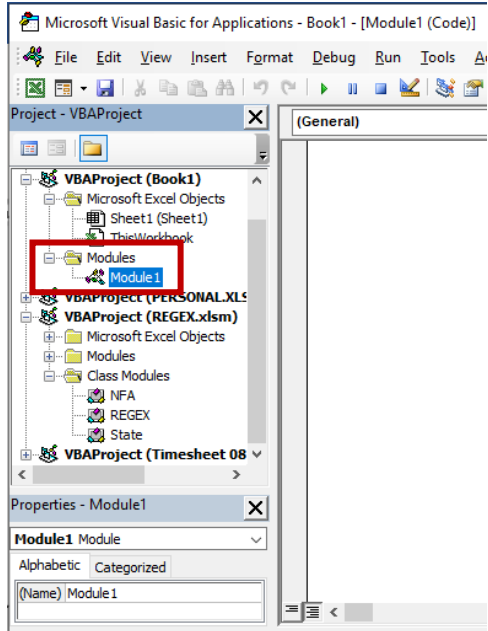 Microsoft Visual Basic for Applications - Book1 - [Module1 (Code)]
File Edit View Insert Format Debug Run Tools
Project - VBAProject
(General)
VBAProject (Book1)
Microsoft Excel Objects
Sheet1 (Sheet1)
ThisWorkbook
Modules
Module1
VBAProject (PERSONAL.XLS
VBAProject (REGEX.xlsm)
Microsoft Excel Objects
Modules
Class Modules
NFA
REGEX
State
VBAProject (Timesheet 08
Properties - Module1
Module1 Module
Alphabetic Categorized
(Name) Module1